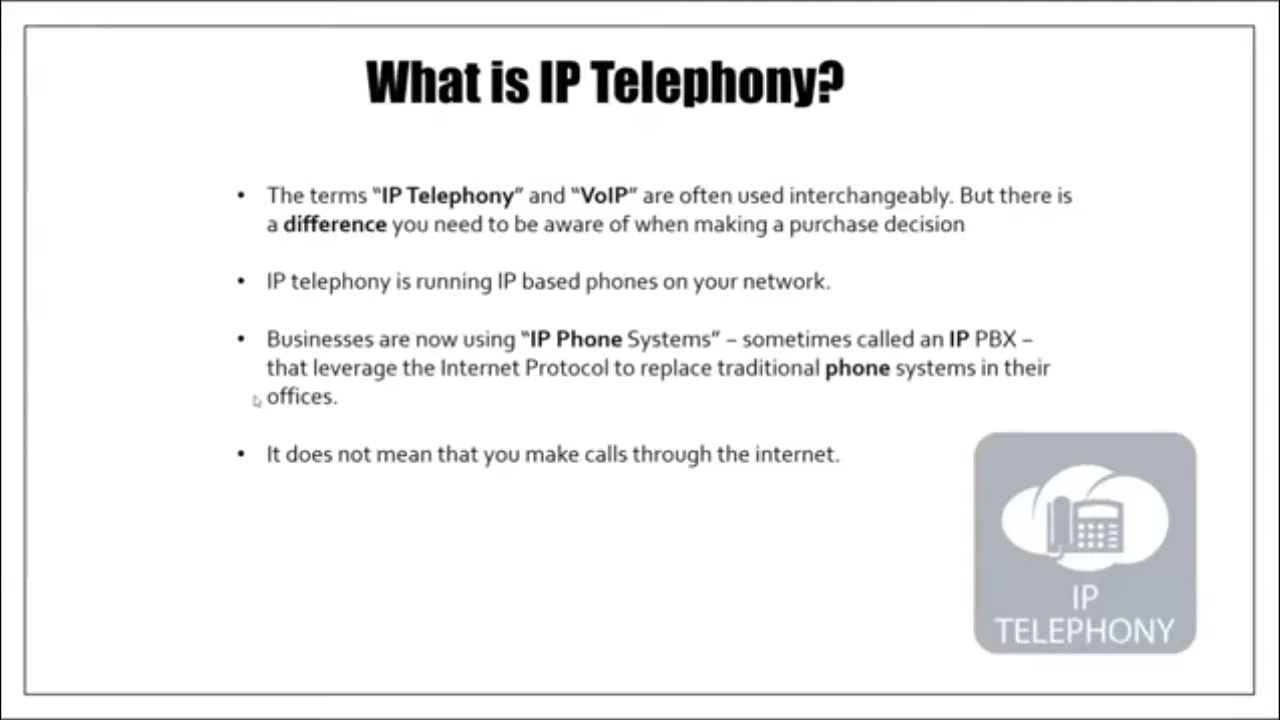 What is IP Telephony?
• The terms “IP Telephony” and “VoIP” are often used interchangeably. But there is
a difference you need to be aware of when making a purchase decision
• IP telephony is running IP based phones on your network.
• Businesses are now using “IP Phone Systems” – sometimes called an IP PBX –
that leverage the Internet Protocol to replace traditional phone systems in their
offices.
• It does not mean that you make calls through the internet.
IP
TELEPHONY